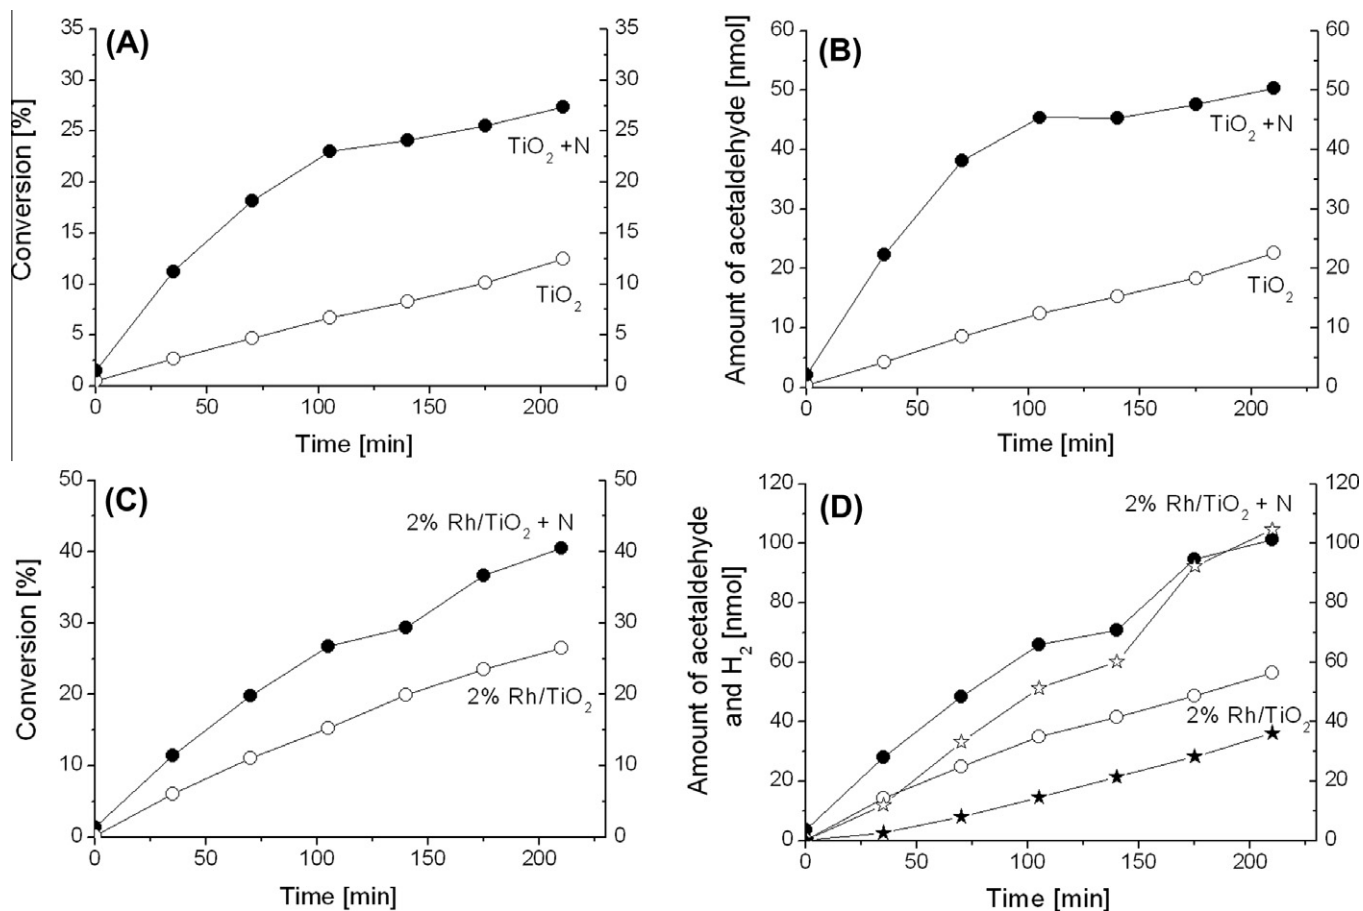 (A)
35
30
25
20
15
10
5
0
35
30
25
20
15
10
5
0
Conversion [%]
TiO2 +N
TiO2
0 50 100 150 200
Time [min]
(B)
60
50
40
30
20
10
0
60
50
40
30
20
10
0
Amount of acetaldehyde [nmol]
TiO2 +N
TiO2
0 50 100 150 200
Time [min]
(C)
50
40
30
20
10
0
50
40
30
20
10
0
Conversion [%]
2% Rh/TiO2 + N
2% Rh/TiO2
0 50 100 150 200
Time [min]
(D)
120
100
80
60
40
20
0
120
100
80
60
40
20
0
Amount of acetaldehyde
and H2 [nmol]
2% Rh/TiO2 + N
2% Rh/TiO2
0 50 100 150 200
Time [min]